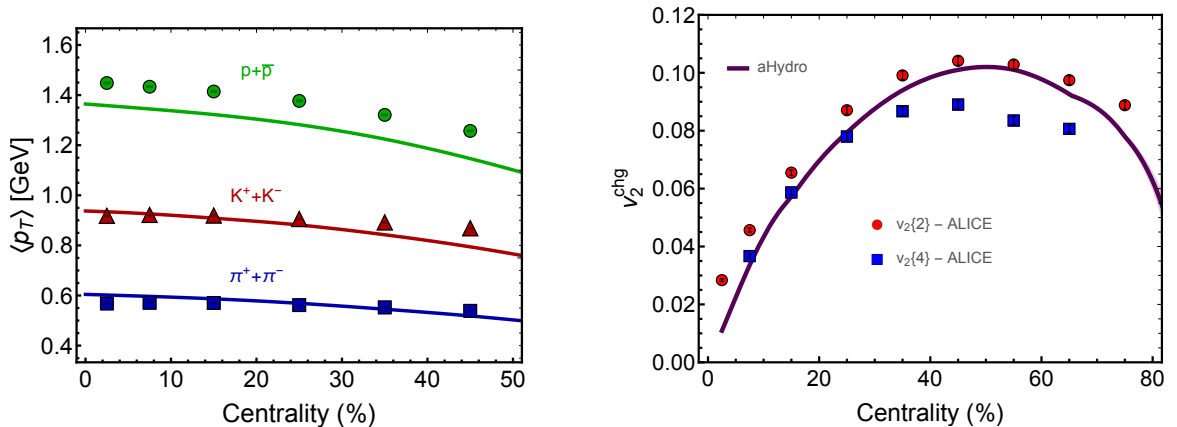 1.6
1.4
1.2
1.0
0.8
0.6
0.4
⟨p_T⟩ [GeV]
p+p̅
K⁺+K⁻
π⁺+π⁻
0 10 20 30 40 50
Centrality (%)
0.12
0.10
0.08
0.06
0.04
0.02
0.00
v₂ᶜʰᵍ
aHydro
v₂{2} – ALICE
v₂{4} – ALICE
0 20 40 60 80
Centrality (%)